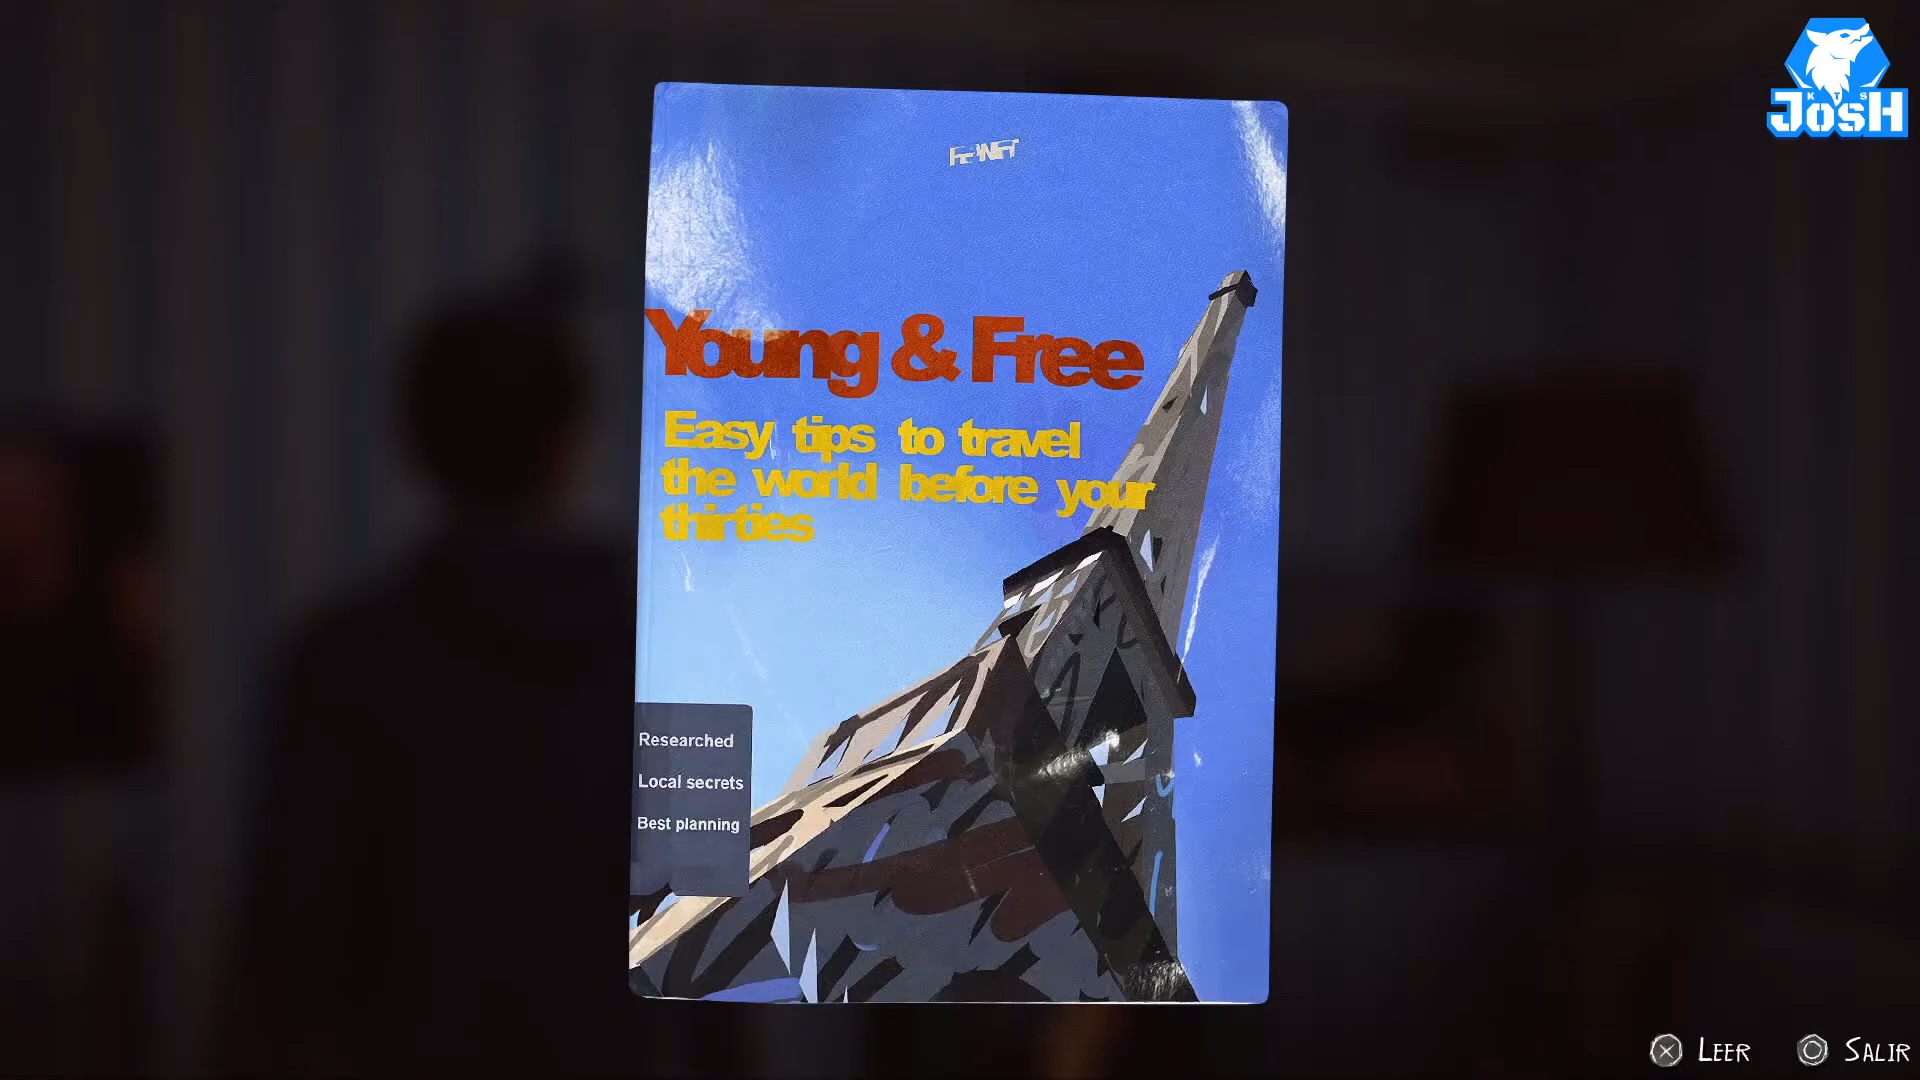 KTS
JOSH
Young & Free
Easy tips to travel
the world before your
thirties
Researched
Local secrets
Best planning
LEER
SALIR